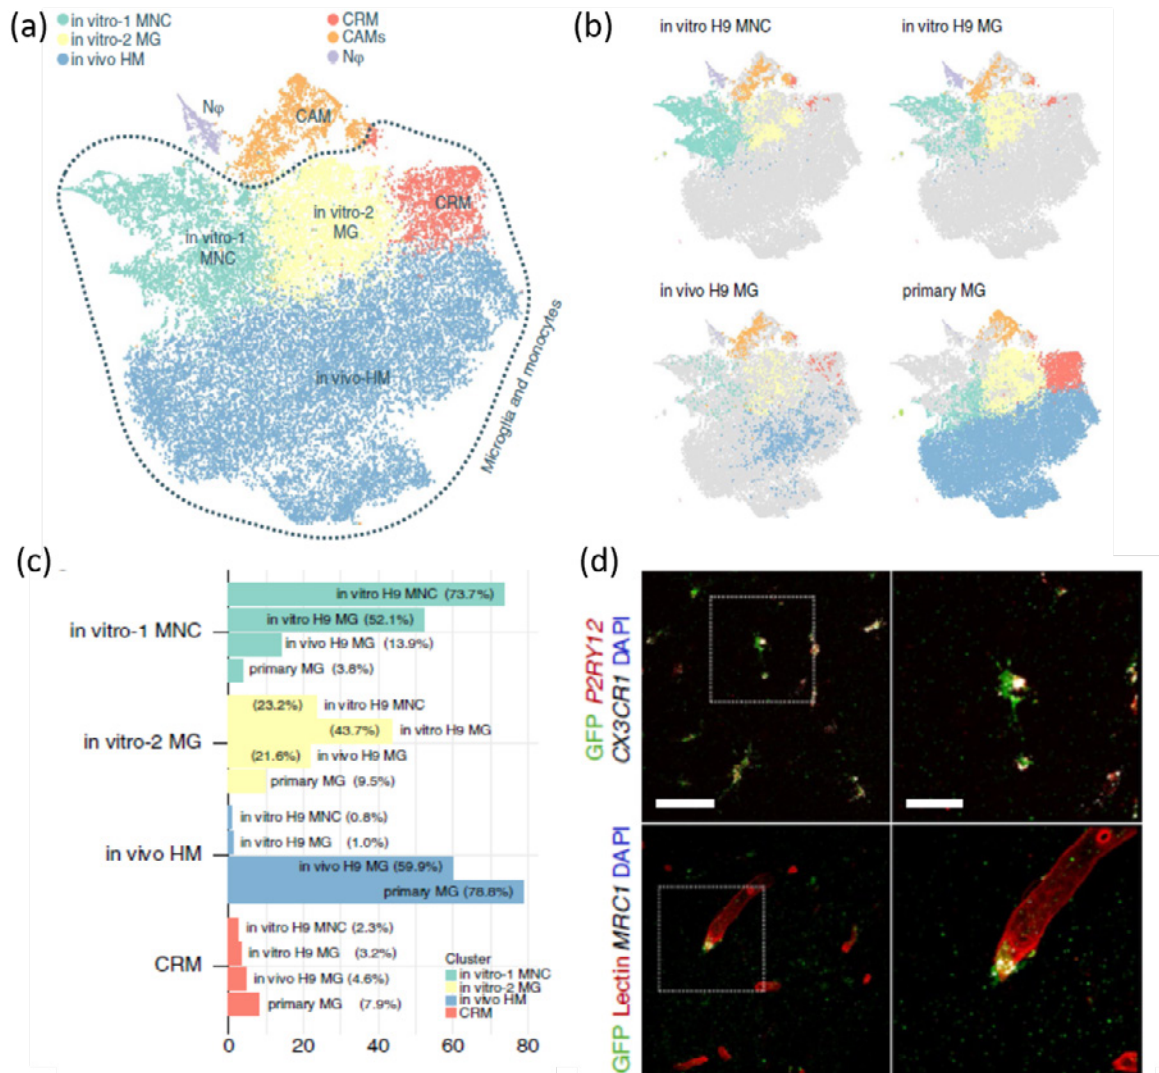 (a)
in vitro-1 MNC
in vitro-2 MG
in vivo HM
CRM
CAMs
Nφ
Nφ
CAM
in vitro-2
MG
CRM
in vitro-1
MNC
in vivo-HM
Microglia and monocytes
(b)
in vitro H9 MNC
in vitro H9 MG
in vivo H9 MG
primary MG
(c)
in vitro-1 MNC
in vitro H9 MNC (73.7%)
in vitro H9 MG (52.1%)
in vivo H9 MG (13.9%)
primary MG (3.8%)
in vitro-2 MG
(23.2%) in vitro H9 MNC
(43.7%) in vitro H9 MG
(21.6%) in vivo H9 MG
primary MG (9.5%)
in vivo HM
in vitro H9 MNC (0.8%)
in vitro H9 MG (1.0%)
in vivo H9 MG (59.9%)
primary MG (78.8%)
CRM
in vitro H9 MNC (2.3%)
in vitro H9 MG (3.2%)
in vivo H9 MG (4.6%)
primary MG (7.9%)
Cluster
in vitro-1 MNC
in vitro-2 MG
in vivo HM
CRM
0 20 40 60 80
(d)
GFP P2RY12
CX3CR1 DAPI
GFP Lectin MRC1 DAPI